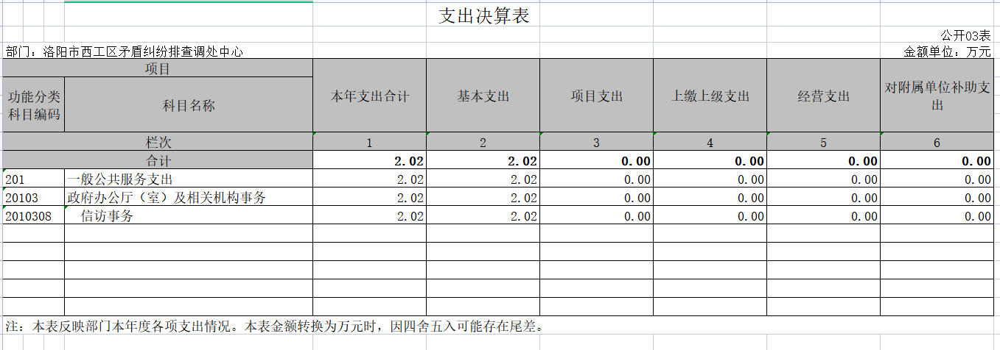 支出决算表
公开03表
部门：洛阳市西工区矛盾纠纷排查调处中心 金额单位：万元
项目
功能分类科目编码 科目名称 本年支出合计 基本支出 项目支出 上缴上级支出 经营支出 对附属单位补助支出
栏次 1 2 3 4 5 6
合计 2.02 2.02 0.00 0.00 0.00 0.00
201 一般公共服务支出 2.02 2.02 0.00 0.00 0.00 0.00
20103 政府办公厅（室）及相关机构事务 2.02 2.02 0.00 0.00 0.00 0.00
2010308 信访事务 2.02 2.02 0.00 0.00 0.00 0.00
注：本表反映部门本年度各项支出情况。本表金额转换为万元时，因四舍五入可能存在尾差。